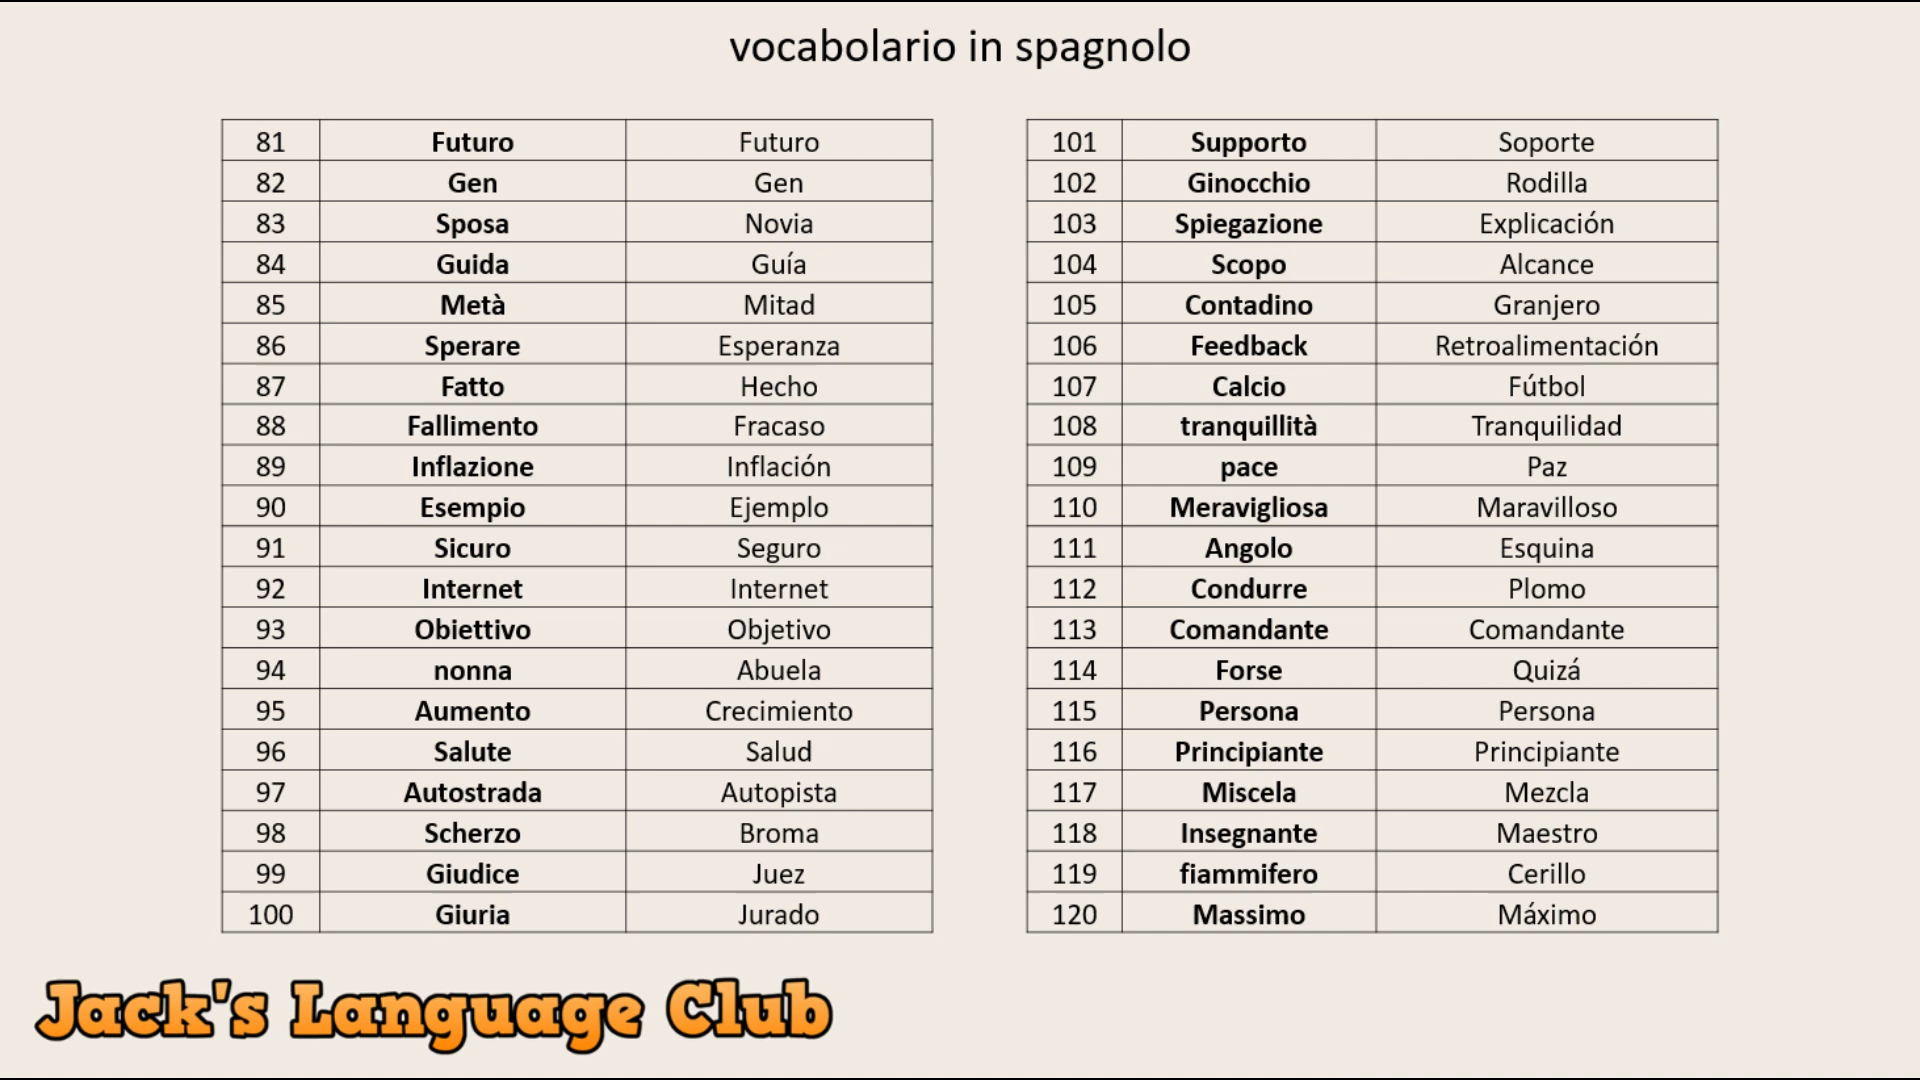 vocabolario in spagnolo
81 Futuro Futuro
82 Gen Gen
83 Sposa Novia
84 Guida Guía
85 Metà Mitad
86 Sperare Esperanza
87 Fatto Hecho
88 Fallimento Fracaso
89 Inflazione Inflación
90 Esempio Ejemplo
91 Sicuro Seguro
92 Internet Internet
93 Obiettivo Objetivo
94 nonna Abuela
95 Aumento Crecimiento
96 Salute Salud
97 Autostrada Autopista
98 Scherzo Broma
99 Giudice Juez
100 Giuria Jurado
101 Supporto Soporte
102 Ginocchio Rodilla
103 Spiegazione Explicación
104 Scopo Alcance
105 Contadino Granjero
106 Feedback Retroalimentación
107 Calcio Fútbol
108 tranquillità Tranquilidad
109 pace Paz
110 Meravigliosa Maravilloso
111 Angolo Esquina
112 Condurre Plomo
113 Comandante Comandante
114 Forse Quizá
115 Persona Persona
116 Principiante Principiante
117 Miscela Mezcla
118 Insegnante Maestro
119 fiammifero Cerillo
120 Massimo Máximo
Jack's Language Club